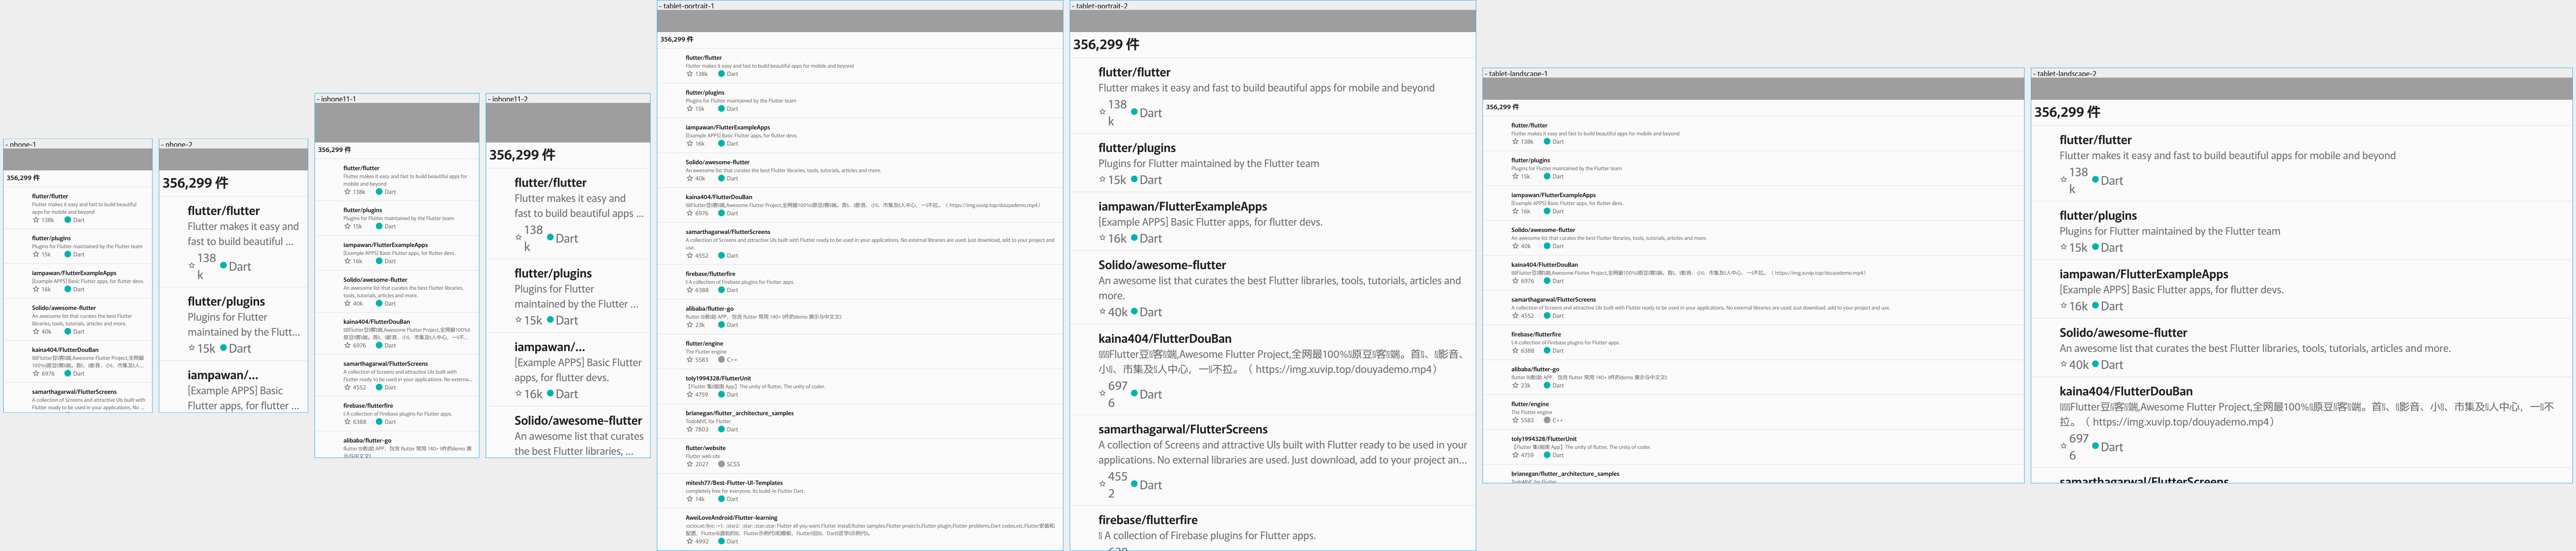 - phone-1
356,299 件
flutter/flutter
Flutter makes it easy and fast to build beautiful
apps for mobile and beyond
138k Dart
flutter/plugins
Plugins for Flutter maintained by the Flutter team
15k Dart
iampawan/FlutterExampleApps
[Example APPS] Basic Flutter apps, for flutter devs.
16k Dart
Solido/awesome-flutter
An awesome list that curates the best Flutter
libraries, tools, tutorials, articles and more.
40k Dart
kaina404/FlutterDouBan
6976 Dart
samarthagarwal/FlutterScreens
A collection of Screens and attractive UIs built with
Flutter ready to be used in your applications. No ...
- phone-2
356,299 件
flutter/flutter
Flutter makes it easy and
fast to build beautiful ...
138
k
Dart
flutter/plugins
Plugins for Flutter
maintained by the Flutt...
15k Dart
iampawan/...
[Example APPS] Basic
Flutter apps, for flutter ...
- iphone11-1
356,299 件
flutter/flutter
Flutter makes it easy and fast to build beautiful apps for
mobile and beyond
138k Dart
flutter/plugins
Plugins for Flutter maintained by the Flutter team
15k Dart
iampawan/FlutterExampleApps
[Example APPS] Basic Flutter apps, for flutter devs.
16k Dart
Solido/awesome-flutter
An awesome list that curates the best Flutter libraries,
tools, tutorials, articles and more.
40k Dart
kaina404/FlutterDouBan
6976 Dart
samarthagarwal/FlutterScreens
A collection of Screens and attractive UIs built with
Flutter ready to be used in your applications. No externa...
4552 Dart
firebase/flutterfire
A collection of Firebase plugins for Flutter apps.
6388 Dart
alibaba/flutter-go
- iphone11-2
356,299 件
flutter/flutter
Flutter makes it easy and
fast to build beautiful apps ...
138
k
Dart
flutter/plugins
Plugins for Flutter
maintained by the Flutter ...
15k Dart
iampawan/...
[Example APPS] Basic Flutter
apps, for flutter devs.
16k Dart
Solido/awesome-flutter
An awesome list that curates
the best Flutter libraries, ...
- tablet-portrait-1
356,299 件
flutter/flutter
Flutter makes it easy and fast to build beautiful apps for mobile and beyond
138k Dart
flutter/plugins
Plugins for Flutter maintained by the Flutter team
15k Dart
iampawan/FlutterExampleApps
[Example APPS] Basic Flutter apps, for flutter devs.
16k Dart
Solido/awesome-flutter
An awesome list that curates the best Flutter libraries, tools, tutorials, articles and more.
40k Dart
kaina404/FlutterDouBan
6976 Dart
samarthagarwal/FlutterScreens
A collection of Screens and attractive UIs built with Flutter ready to be used in your applications. No external libraries are used. Just download, add to your project and
use.
4552 Dart
firebase/flutterfire
A collection of Firebase plugins for Flutter apps.
6388 Dart
alibaba/flutter-go
23k Dart
flutter/engine
The Flutter engine
5583 C++
toly1994328/FlutterUnit
The unity of flutter, The unity of coder.
4759 Dart
brianegan/flutter_architecture_samples
TodoMVC for Flutter
7803 Dart
flutter/website
Flutter web site
2027 SCSS
mitesh77/Best-Flutter-UI-Templates
completely free for everyone. Its build-in Flutter Dart.
14k Dart
AweiLoveAndroid/Flutter-learning
4992 Dart
- tablet-portrait-2
356,299 件
flutter/flutter
Flutter makes it easy and fast to build beautiful apps for mobile and beyond
138
k
Dart
flutter/plugins
Plugins for Flutter maintained by the Flutter team
15k Dart
iampawan/FlutterExampleApps
[Example APPS] Basic Flutter apps, for flutter devs.
16k Dart
Solido/awesome-flutter
An awesome list that curates the best Flutter libraries, tools, tutorials, articles and
more.
40k Dart
kaina404/FlutterDouBan
Flutter豆客端,Awesome Flutter Project,全网最100%原豆客端。首、影音、
小、市集及人中心，一不拉。（ https://img.xuvip.top/douyademo.mp4）
697
6
Dart
samarthagarwal/FlutterScreens
A collection of Screens and attractive UIs built with Flutter ready to be used in your
applications. No external libraries are used. Just download, add to your project an...
455
2
Dart
firebase/flutterfire
A collection of Firebase plugins for Flutter apps.
- tablet-landscape-1
356,299 件
flutter/flutter
Flutter makes it easy and fast to build beautiful apps for mobile and beyond
138k Dart
flutter/plugins
Plugins for Flutter maintained by the Flutter team
15k Dart
iampawan/FlutterExampleApps
[Example APPS] Basic Flutter apps, for flutter devs.
16k Dart
Solido/awesome-flutter
An awesome list that curates the best Flutter libraries, tools, tutorials, articles and more.
40k Dart
kaina404/FlutterDouBan
6976 Dart
samarthagarwal/FlutterScreens
A collection of Screens and attractive UIs built with Flutter ready to be used in your applications. No external libraries are used. Just download, add to your project and use.
4552 Dart
firebase/flutterfire
A collection of Firebase plugins for Flutter apps.
6388 Dart
alibaba/flutter-go
23k Dart
flutter/engine
The Flutter engine
5583 C++
toly1994328/FlutterUnit
The unity of flutter, The unity of coder.
4759 Dart
brianegan/flutter_architecture_samples
TodoMVC for Flutter
- tablet-landscape-2
356,299 件
flutter/flutter
Flutter makes it easy and fast to build beautiful apps for mobile and beyond
138
k
Dart
flutter/plugins
Plugins for Flutter maintained by the Flutter team
15k Dart
iampawan/FlutterExampleApps
[Example APPS] Basic Flutter apps, for flutter devs.
16k Dart
Solido/awesome-flutter
An awesome list that curates the best Flutter libraries, tools, tutorials, articles and more.
40k Dart
kaina404/FlutterDouBan
Flutter豆客端,Awesome Flutter Project,全网最100%原豆客端。首、影音、小、市集及人中心，一不
拉。（ https://img.xuvip.top/douyademo.mp4）
697
6
Dart
samarthagarwal/FlutterScreens